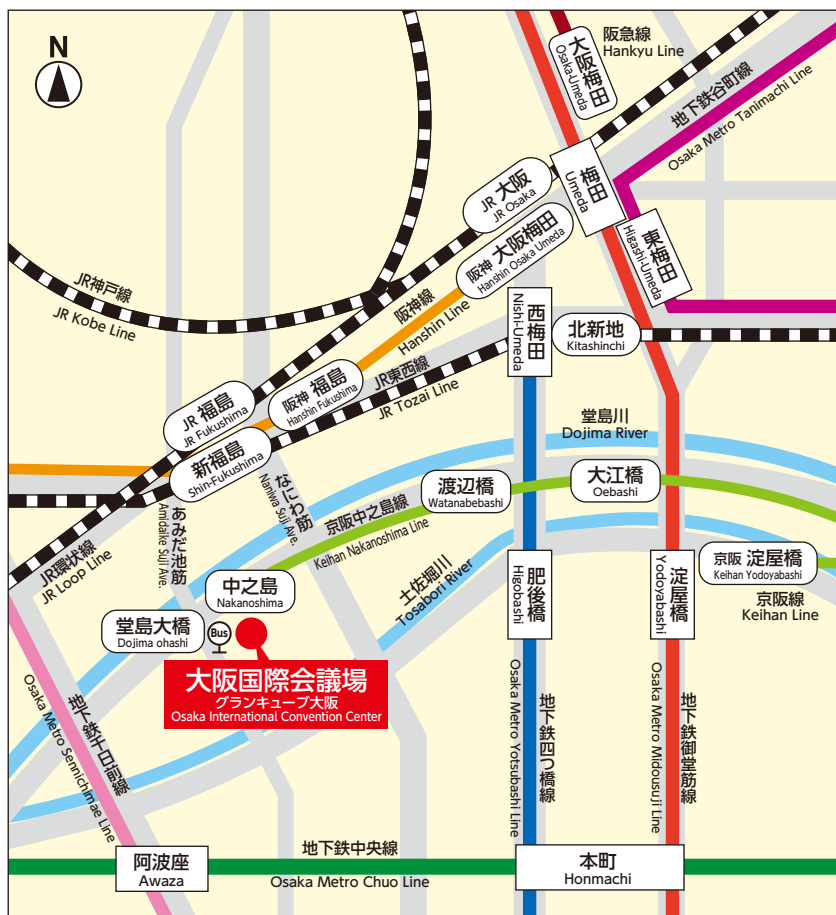 N
阪急線
Hankyu Line
大阪梅田
Osaka-Umeda
地下鉄谷町線
Osaka Metro Tanimachi Line
梅田
Umeda
JR 大阪
JR Osaka
東梅田
Higashi-Umeda
阪神 大阪梅田
Hanshin Osaka Umeda
JR神戸線
JR Kobe Line
阪神線
Hanshin Line
西梅田
Nishi-Umeda
北新地
Kitashinchi
JR東西線
JR Tozai Line
阪神 福島
Hanshin Fukushima
JR 福島
JR Fukushima
新福島
Shin-Fukushima
堂島川
Dojima River
渡辺橋
Watanabebashi
大江橋
Oebashi
なにわ筋
Naniwa Suji Ave.
あみだ池筋
Amidaike Suji Ave.
京阪中之島線
Keihan Nakanoshima Line
JR環状線
JR Loop Line
土佐堀川
Tosabori River
肥後橋
Higobashi
淀屋橋
Yodoyabashi
京阪 淀屋橋
Keihan Yodoyabashi
京阪線
Keihan Line
中之島
Nakanoshima
堂島大橋
Dojima ohashi
Bus
大阪国際会議場
グランキューブ大阪
Osaka International Convention Center
地下鉄千日前線
Osaka Metro Sennichimae Line
地下鉄四つ橋線
Osaka Metro Yotsubashi Line
地下鉄御堂筋線
Osaka Metro Midousuji Line
阿波座
Awaza
地下鉄中央線
Osaka Metro Chuo Line
本町
Honmachi